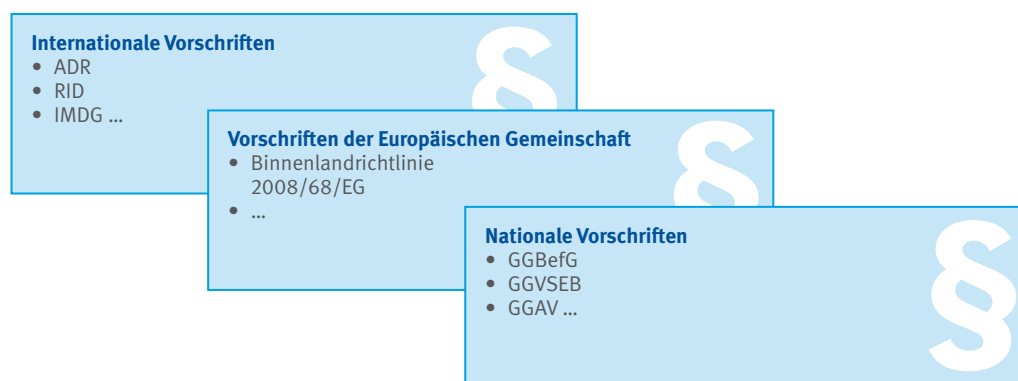 Internationale Vorschriften
• ADR
• RID
• IMDG ...
§
Vorschriften der Europäischen Gemeinschaft
• Binnenlandrichtlinie
2008/68/EG
• ...
§
Nationale Vorschriften
• GGBefG
• GGVSEB
• GGAV ...
§